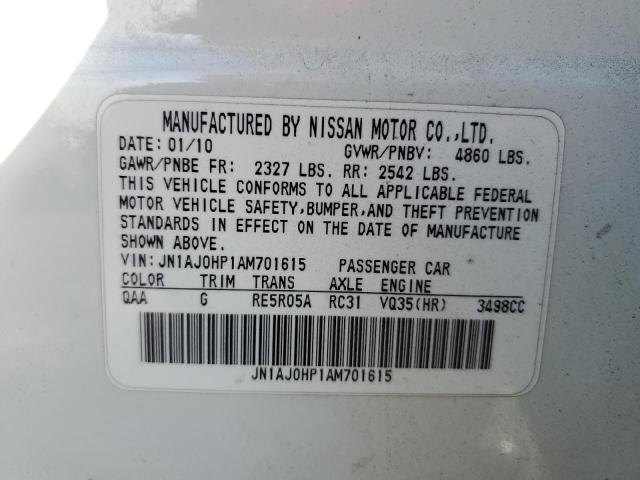 MANUFACTURED BY NISSAN MOTOR CO.,LTD.
DATE: 01/10 GVWR/PNBV: 4860 LBS.
GAWR/PNBE FR: 2327 LBS. RR: 2542 LBS.
THIS VEHICLE CONFORMS TO ALL APPLICABLE FEDERAL
MOTOR VEHICLE SAFETY,BUMPER,AND THEFT PREVENTION
STANDARDS IN EFFECT ON THE DATE OF MANUFACTURE
SHOWN ABOVE.
VIN: JN1AJ0HP1AM701615 PASSENGER CAR
COLOR TRIM TRANS AXLE ENGINE
QAA G RE5R05A RC31 VQ35(HR) 3498CC
JN1AJ0HP1AM701615